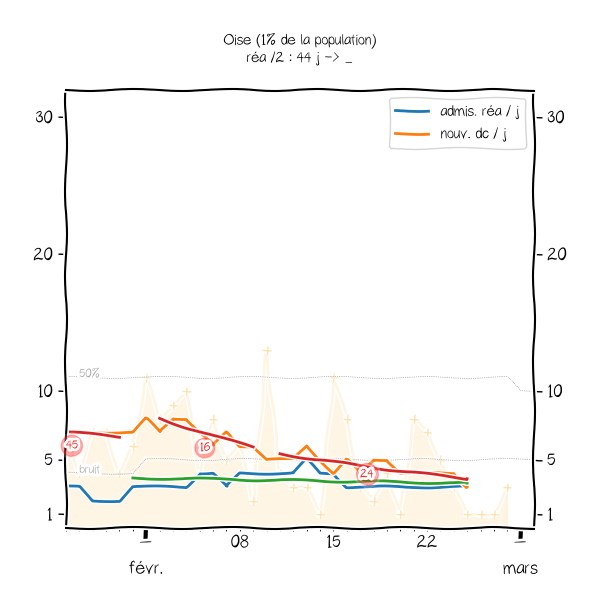 Oise (1% de la population)
réa /2 : 44 j -> _
admis. réa / j
nouv. dc / j
30
30
20
20
50%
10
10
45
16
24
5
5
bruit
1
1
08
15
22
févr.
mars